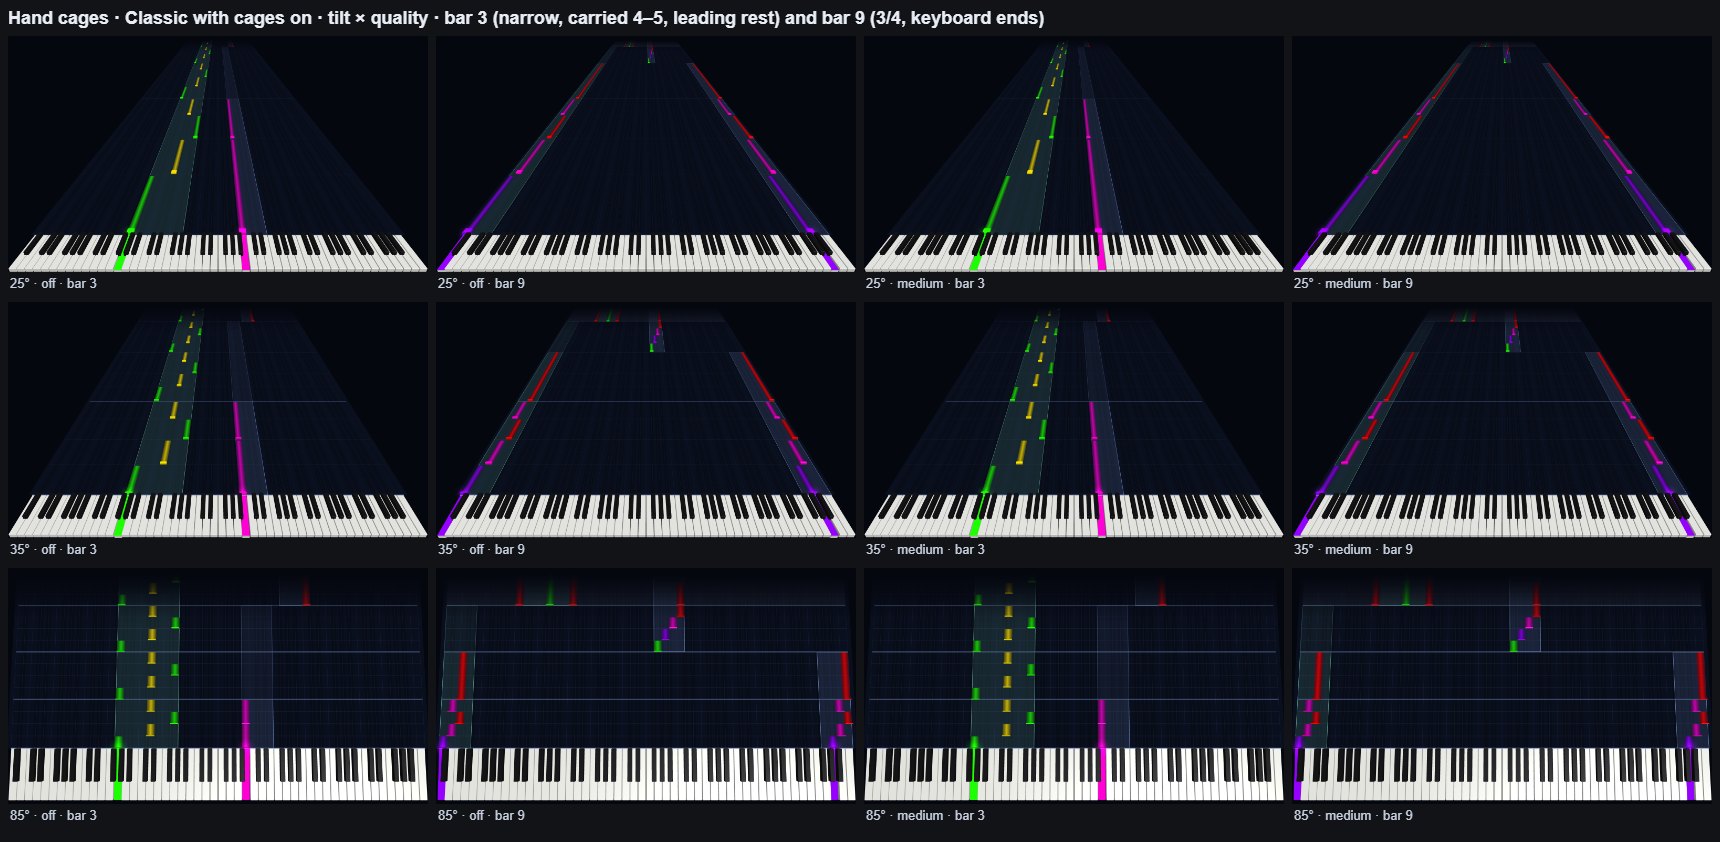 Hand cages · Classic with cages on · tilt × quality · bar 3 (narrow, carried 4–5, leading rest) and bar 9 (3/4, keyboard ends)
25° · off · bar 3
25° · off · bar 9
25° · medium · bar 3
25° · medium · bar 9
35° · off · bar 3
35° · off · bar 9
35° · medium · bar 3
35° · medium · bar 9
85° · off · bar 3
85° · off · bar 9
85° · medium · bar 3
85° · medium · bar 9